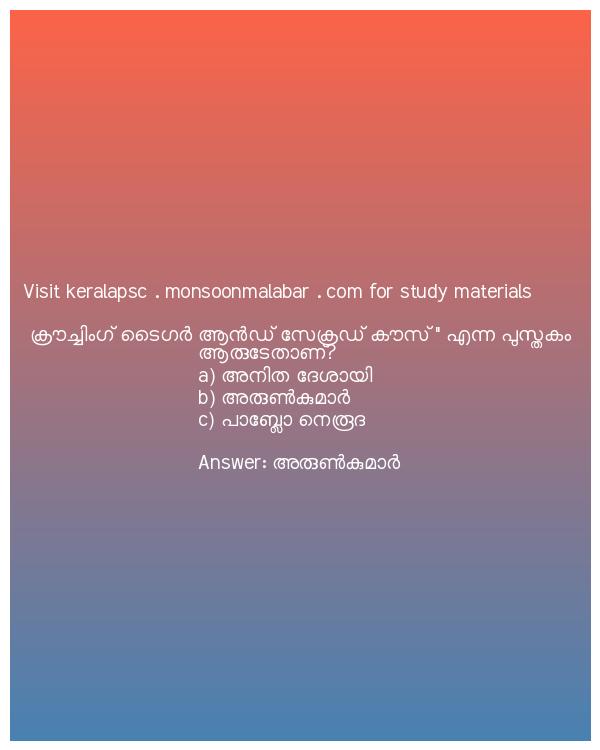 Visit keralapsc . monsoonmalabar . com for study materials
ക്രൗച്ചിംഗ് ടൈഗർ ആൻഡ് സേക്രഡ് കൗസ് " എന്ന പുസ്തകം
ആരുടേതാണ്?
a) അനിത ദേശായി
b) അരുൺകുമാർ
c) പാബ്ലോ നെരൂദ
Answer: അരുൺകുമാർ